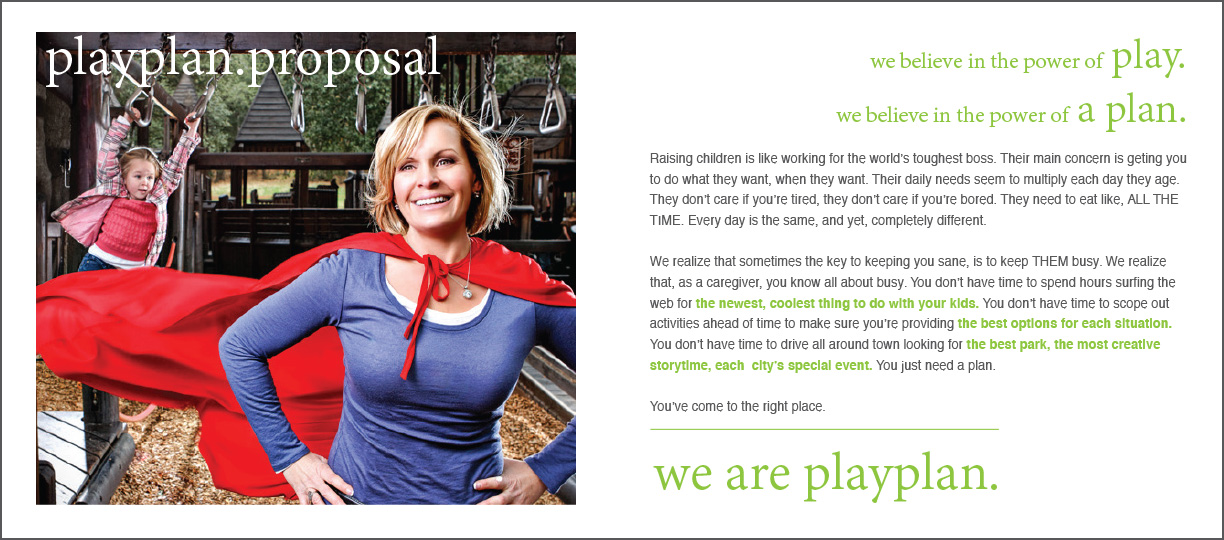 playplan.proposal
we believe in the power of play.
we believe in the power of a plan.
Raising children is like working for the world's toughest boss. Their main concern is geting you
to do what they want, when they want. Their daily needs seem to multiply each day they age.
They don't care if you're tired, they don't care if you're bored. They need to eat like, ALL THE
TIME. Every day is the same, and yet, completely different.
We realize that sometimes the key to keeping you sane, is to keep THEM busy. We realize
that, as a caregiver, you know all about busy. You don't have time to spend hours surfing the
web for the newest, coolest thing to do with your kids. You don't have time to scope out
activities ahead of time to make sure you're providing the best options for each situation.
You don't have time to drive all around town looking for the best park, the most creative
storytime, each  city's special event. You just need a plan.
You've come to the right place.
we are playplan.